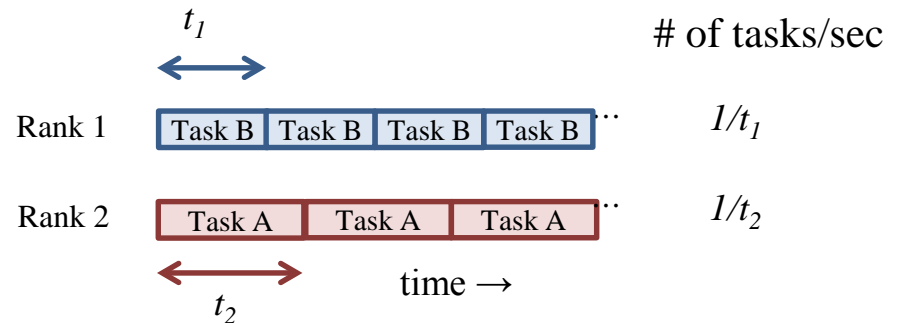 t1
# of tasks/sec
Rank 1 Task B Task B Task B Task B ... 1/t1
Rank 2 Task A Task A Task A ... 1/t2
time →
t2